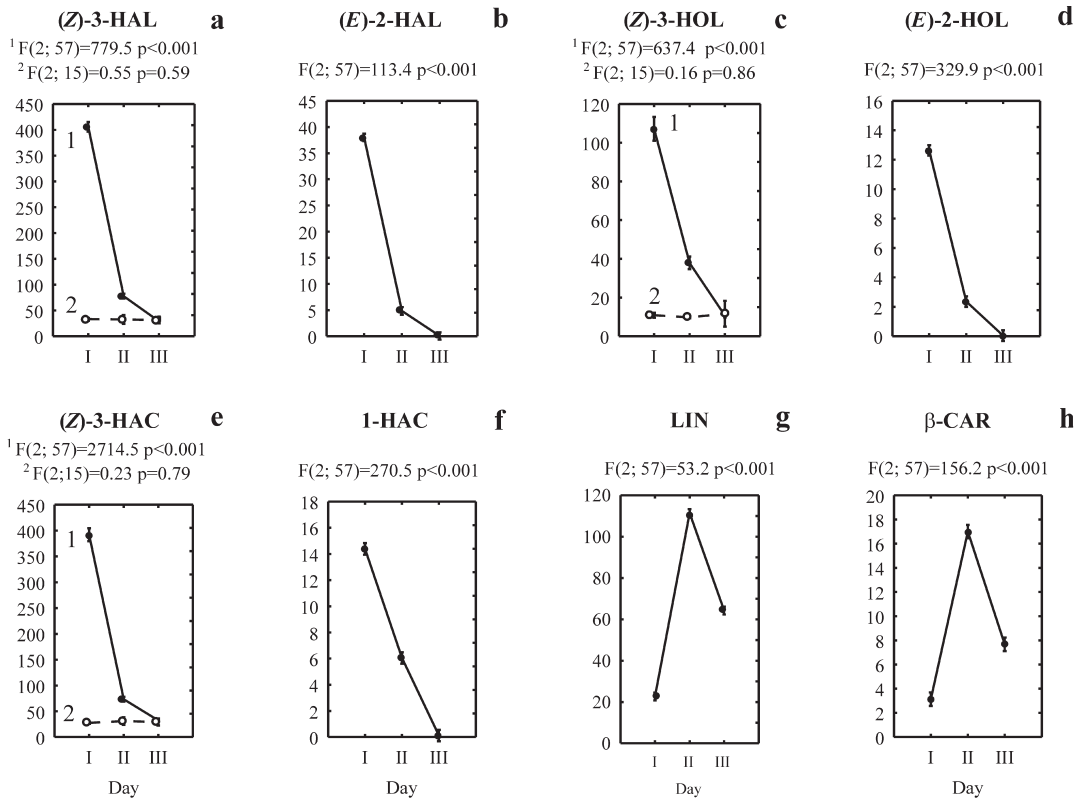 (Z)-3-HAL a
¹ F(2; 57)=779.5 p<0.001
² F(2; 15)=0.55 p=0.59
450
400
350
300
250
200
150
100
50
0
1
2
I II III
(E)-2-HAL b
F(2; 57)=113.4 p<0.001
45
40
35
30
25
20
15
10
5
0
I II III
(Z)-3-HOL c
¹ F(2; 57)=637.4 p<0.001
² F(2; 15)=0.16 p=0.86
120
100
80
60
40
20
0
1
2
I II III
(E)-2-HOL d
F(2; 57)=329.9 p<0.001
16
14
12
10
8
6
4
2
0
I II III
(Z)-3-HAC e
¹ F(2; 57)=2714.5 p<0.001
² F(2;15)=0.23 p=0.79
450
400
350
300
250
200
150
100
50
0
1
2
I II III
Day
1-HAC f
F(2; 57)=270.5 p<0.001
18
16
14
12
10
8
6
4
2
0
I II III
Day
LIN g
F(2; 57)=53.2 p<0.001
120
100
80
60
40
20
0
I II III
Day
β-CAR h
F(2; 57)=156.2 p<0.001
20
18
16
14
12
10
8
6
4
2
0
I II III
Day